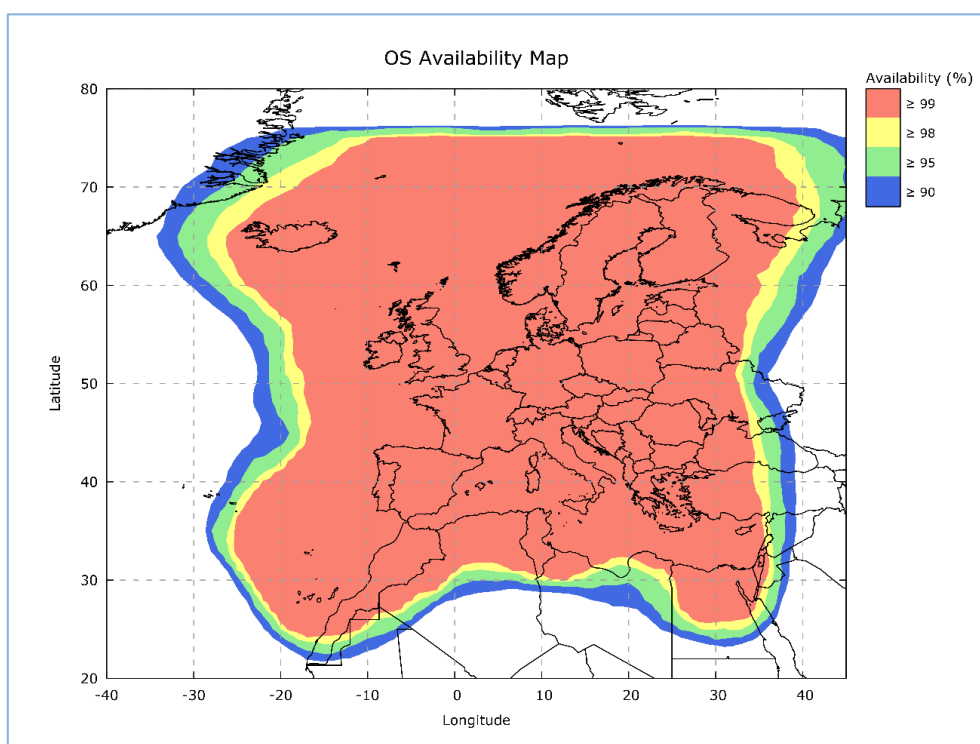 OS Availability Map
Availability (%)
≥ 99
≥ 98
≥ 95
≥ 90
80
70
60
50
40
30
20
Latitude
-40 -30 -20 -10 0 10 20 30 40
Longitude